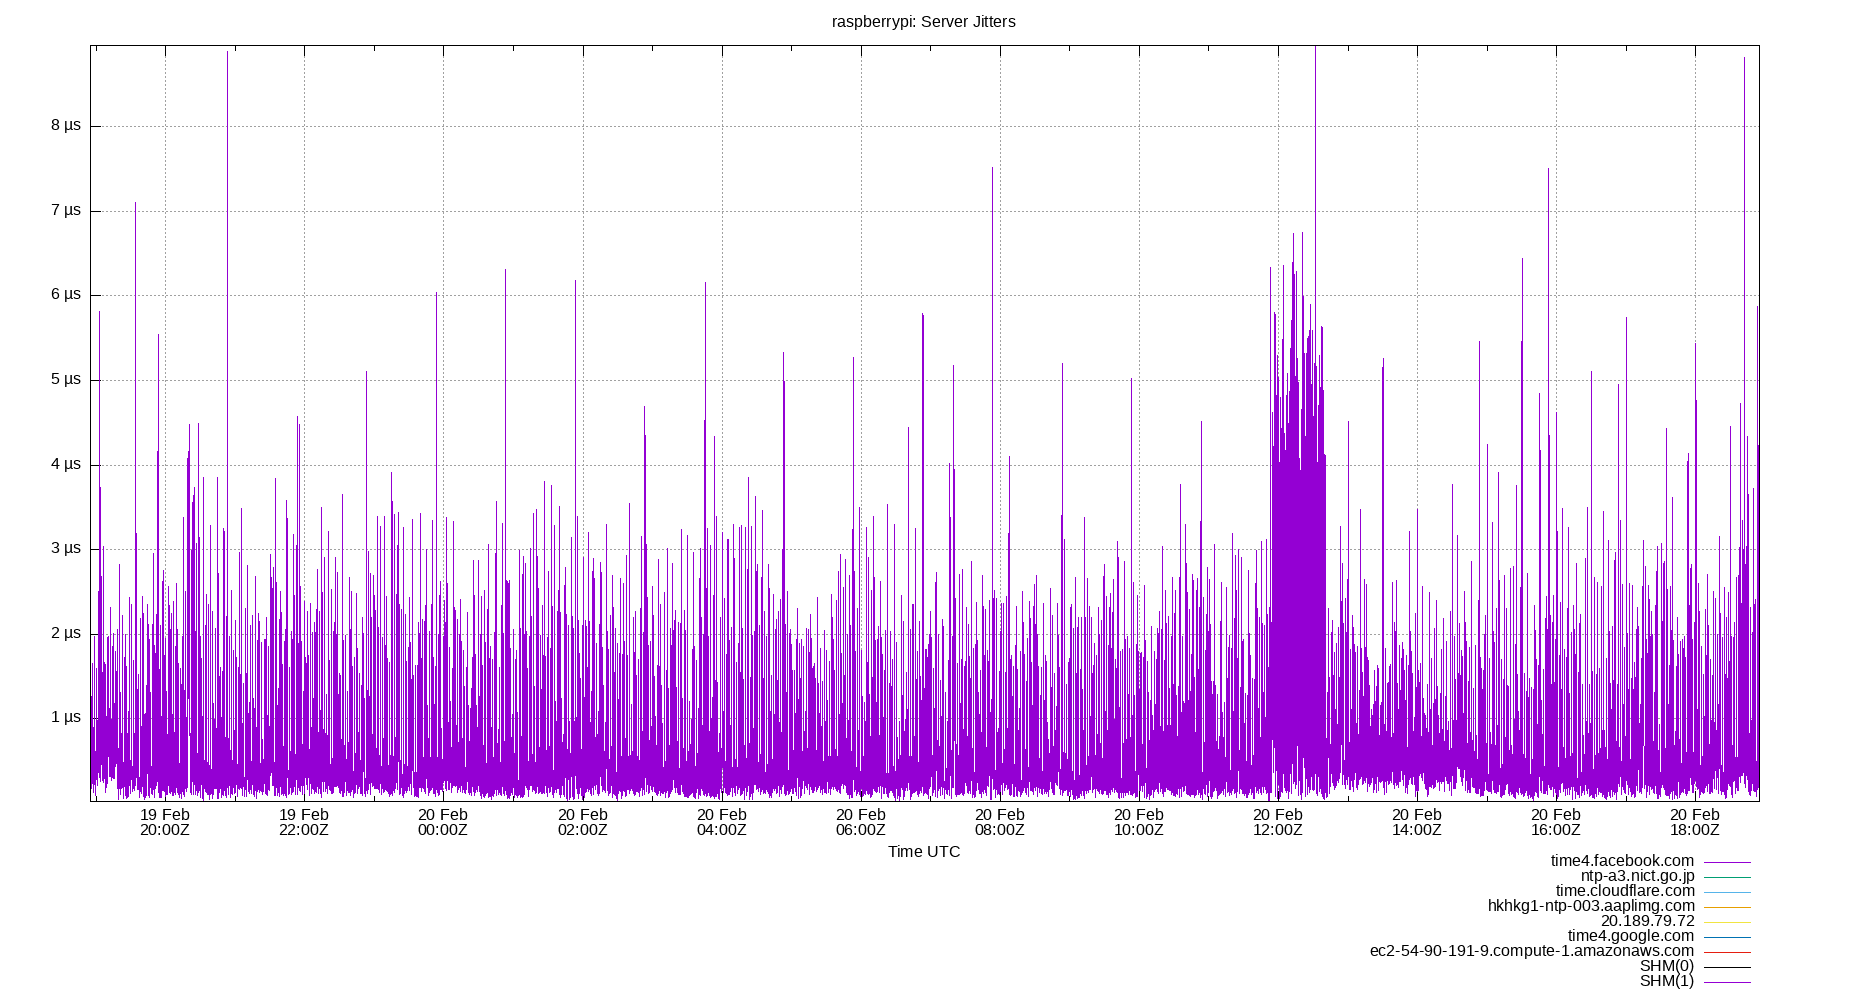 raspberrypi: Server Jitters
8 µs
7 µs
6 µs
5 µs
4 µs
3 µs
2 µs
1 µs
19 Feb 20:00Z
19 Feb 22:00Z
20 Feb 00:00Z
20 Feb 02:00Z
20 Feb 04:00Z
20 Feb 06:00Z
20 Feb 08:00Z
20 Feb 10:00Z
20 Feb 12:00Z
20 Feb 14:00Z
20 Feb 16:00Z
20 Feb 18:00Z
Time UTC
time4.facebook.com
ntp-a3.nict.go.jp
time.cloudflare.com
hkhkg1-ntp-003.aaplimg.com
20.189.79.72
time4.google.com
ec2-54-90-191-9.compute-1.amazonaws.com
SHM(0)
SHM(1)